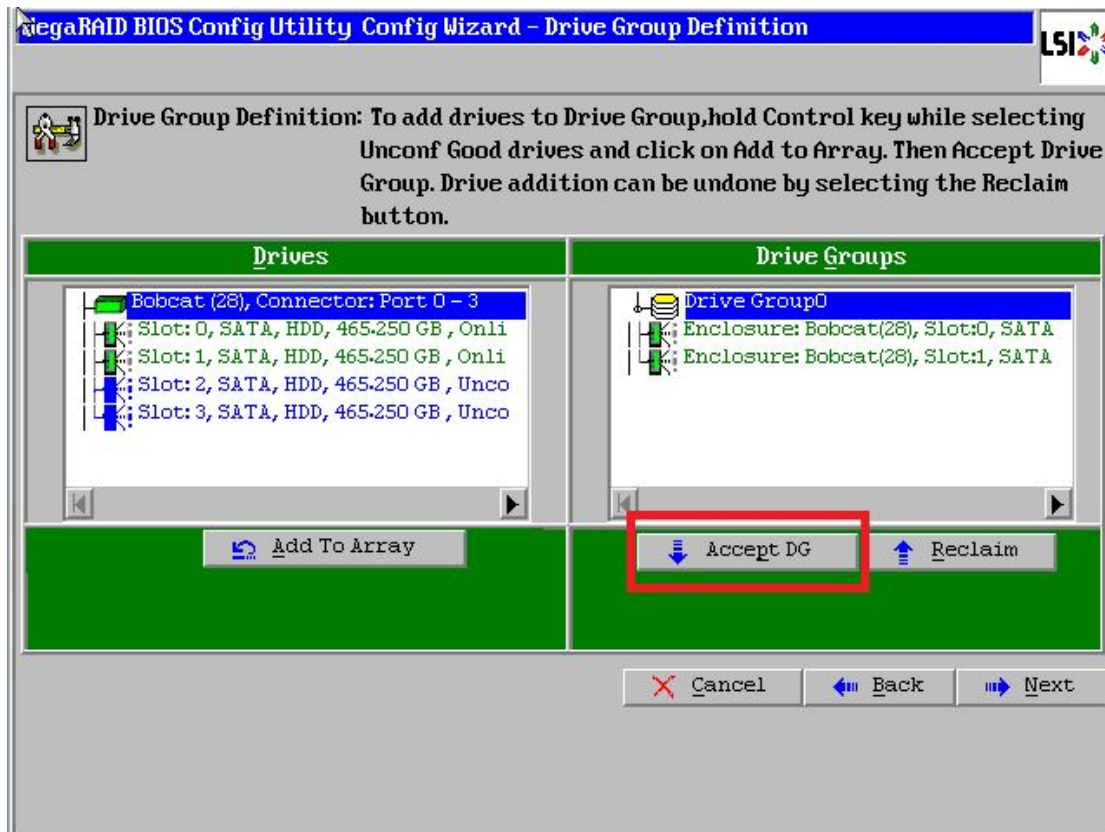 MegaRAID BIOS Config Utility Config Wizard – Drive Group Definition
LSI
Drive Group Definition: To add drives to Drive Group,hold Control key while selecting
Unconf Good drives and click on Add to Array. Then Accept Drive
Group. Drive addition can be undone by selecting the Reclaim
button.
Drives
Drive Groups
Bobcat (28), Connector: Port 0 – 3
Slot: 0, SATA, HDD, 465.250 GB , Onli
Slot: 1, SATA, HDD, 465.250 GB , Onli
Slot: 2, SATA, HDD, 465.250 GB , Unco
Slot: 3, SATA, HDD, 465.250 GB , Unco
Drive Group0
Enclosure: Bobcat(28), Slot:0, SATA
Enclosure: Bobcat(28), Slot:1, SATA
Add To Array
Accept DG
Reclaim
Cancel
Back
Next